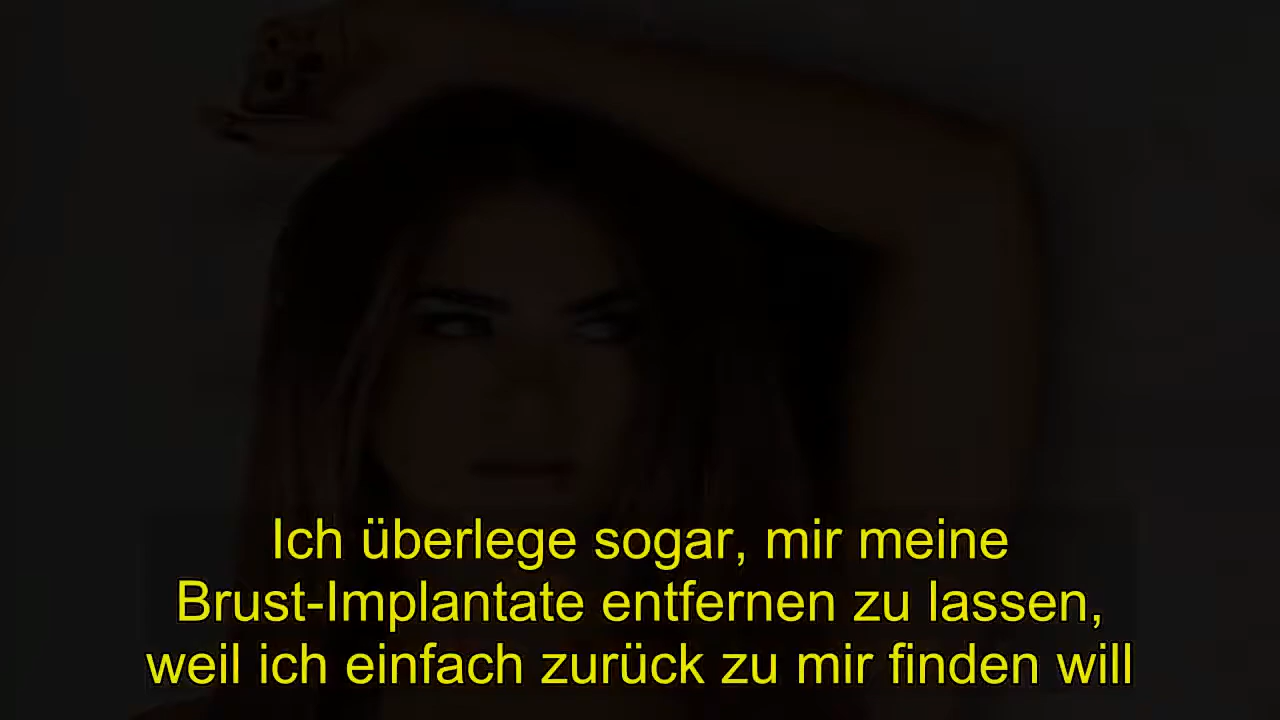 Ich überlege sogar, mir meine
Brust-Implantate entfernen zu lassen,
weil ich einfach zurück zu mir finden will